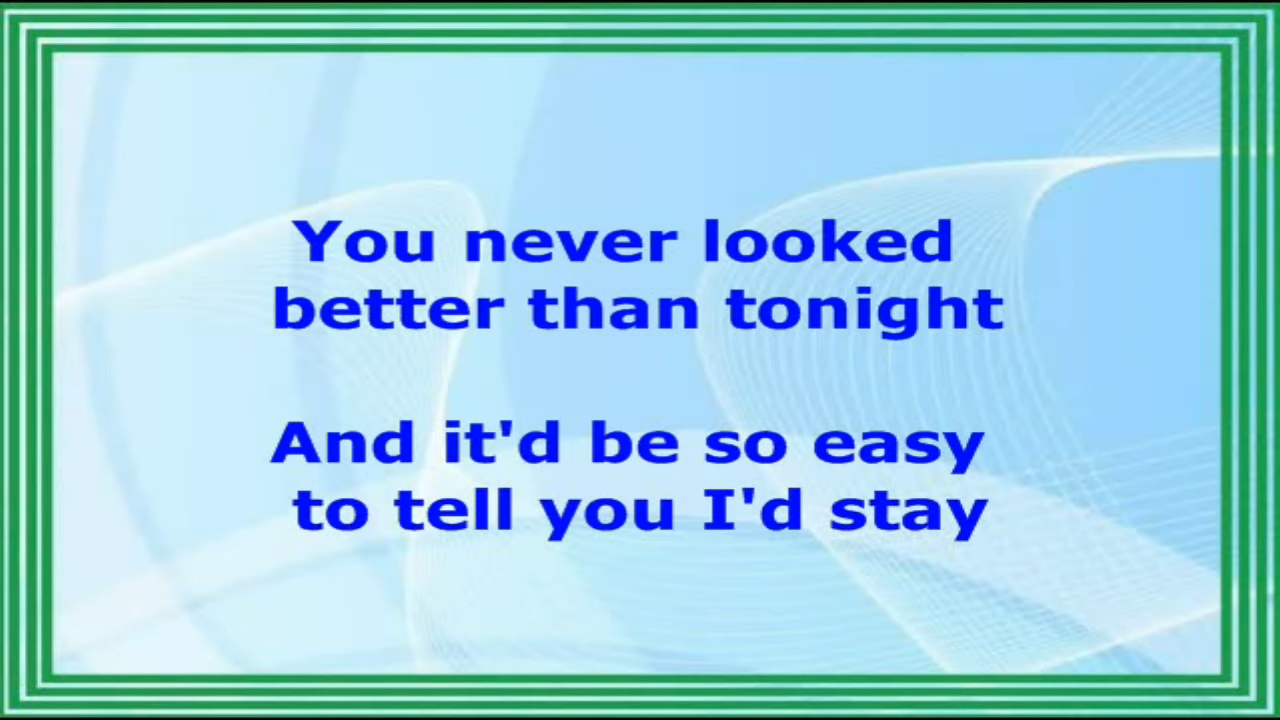 You never looked
better than tonight
And it'd be so easy
to tell you I'd stay